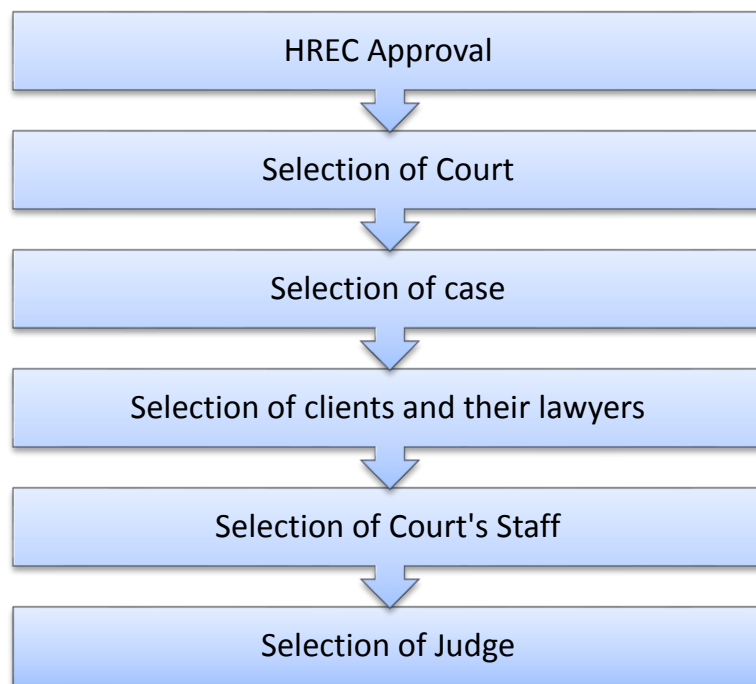 HREC Approval
Selection of Court
Selection of case
Selection of clients and their lawyers
Selection of Court's Staff
Selection of Judge